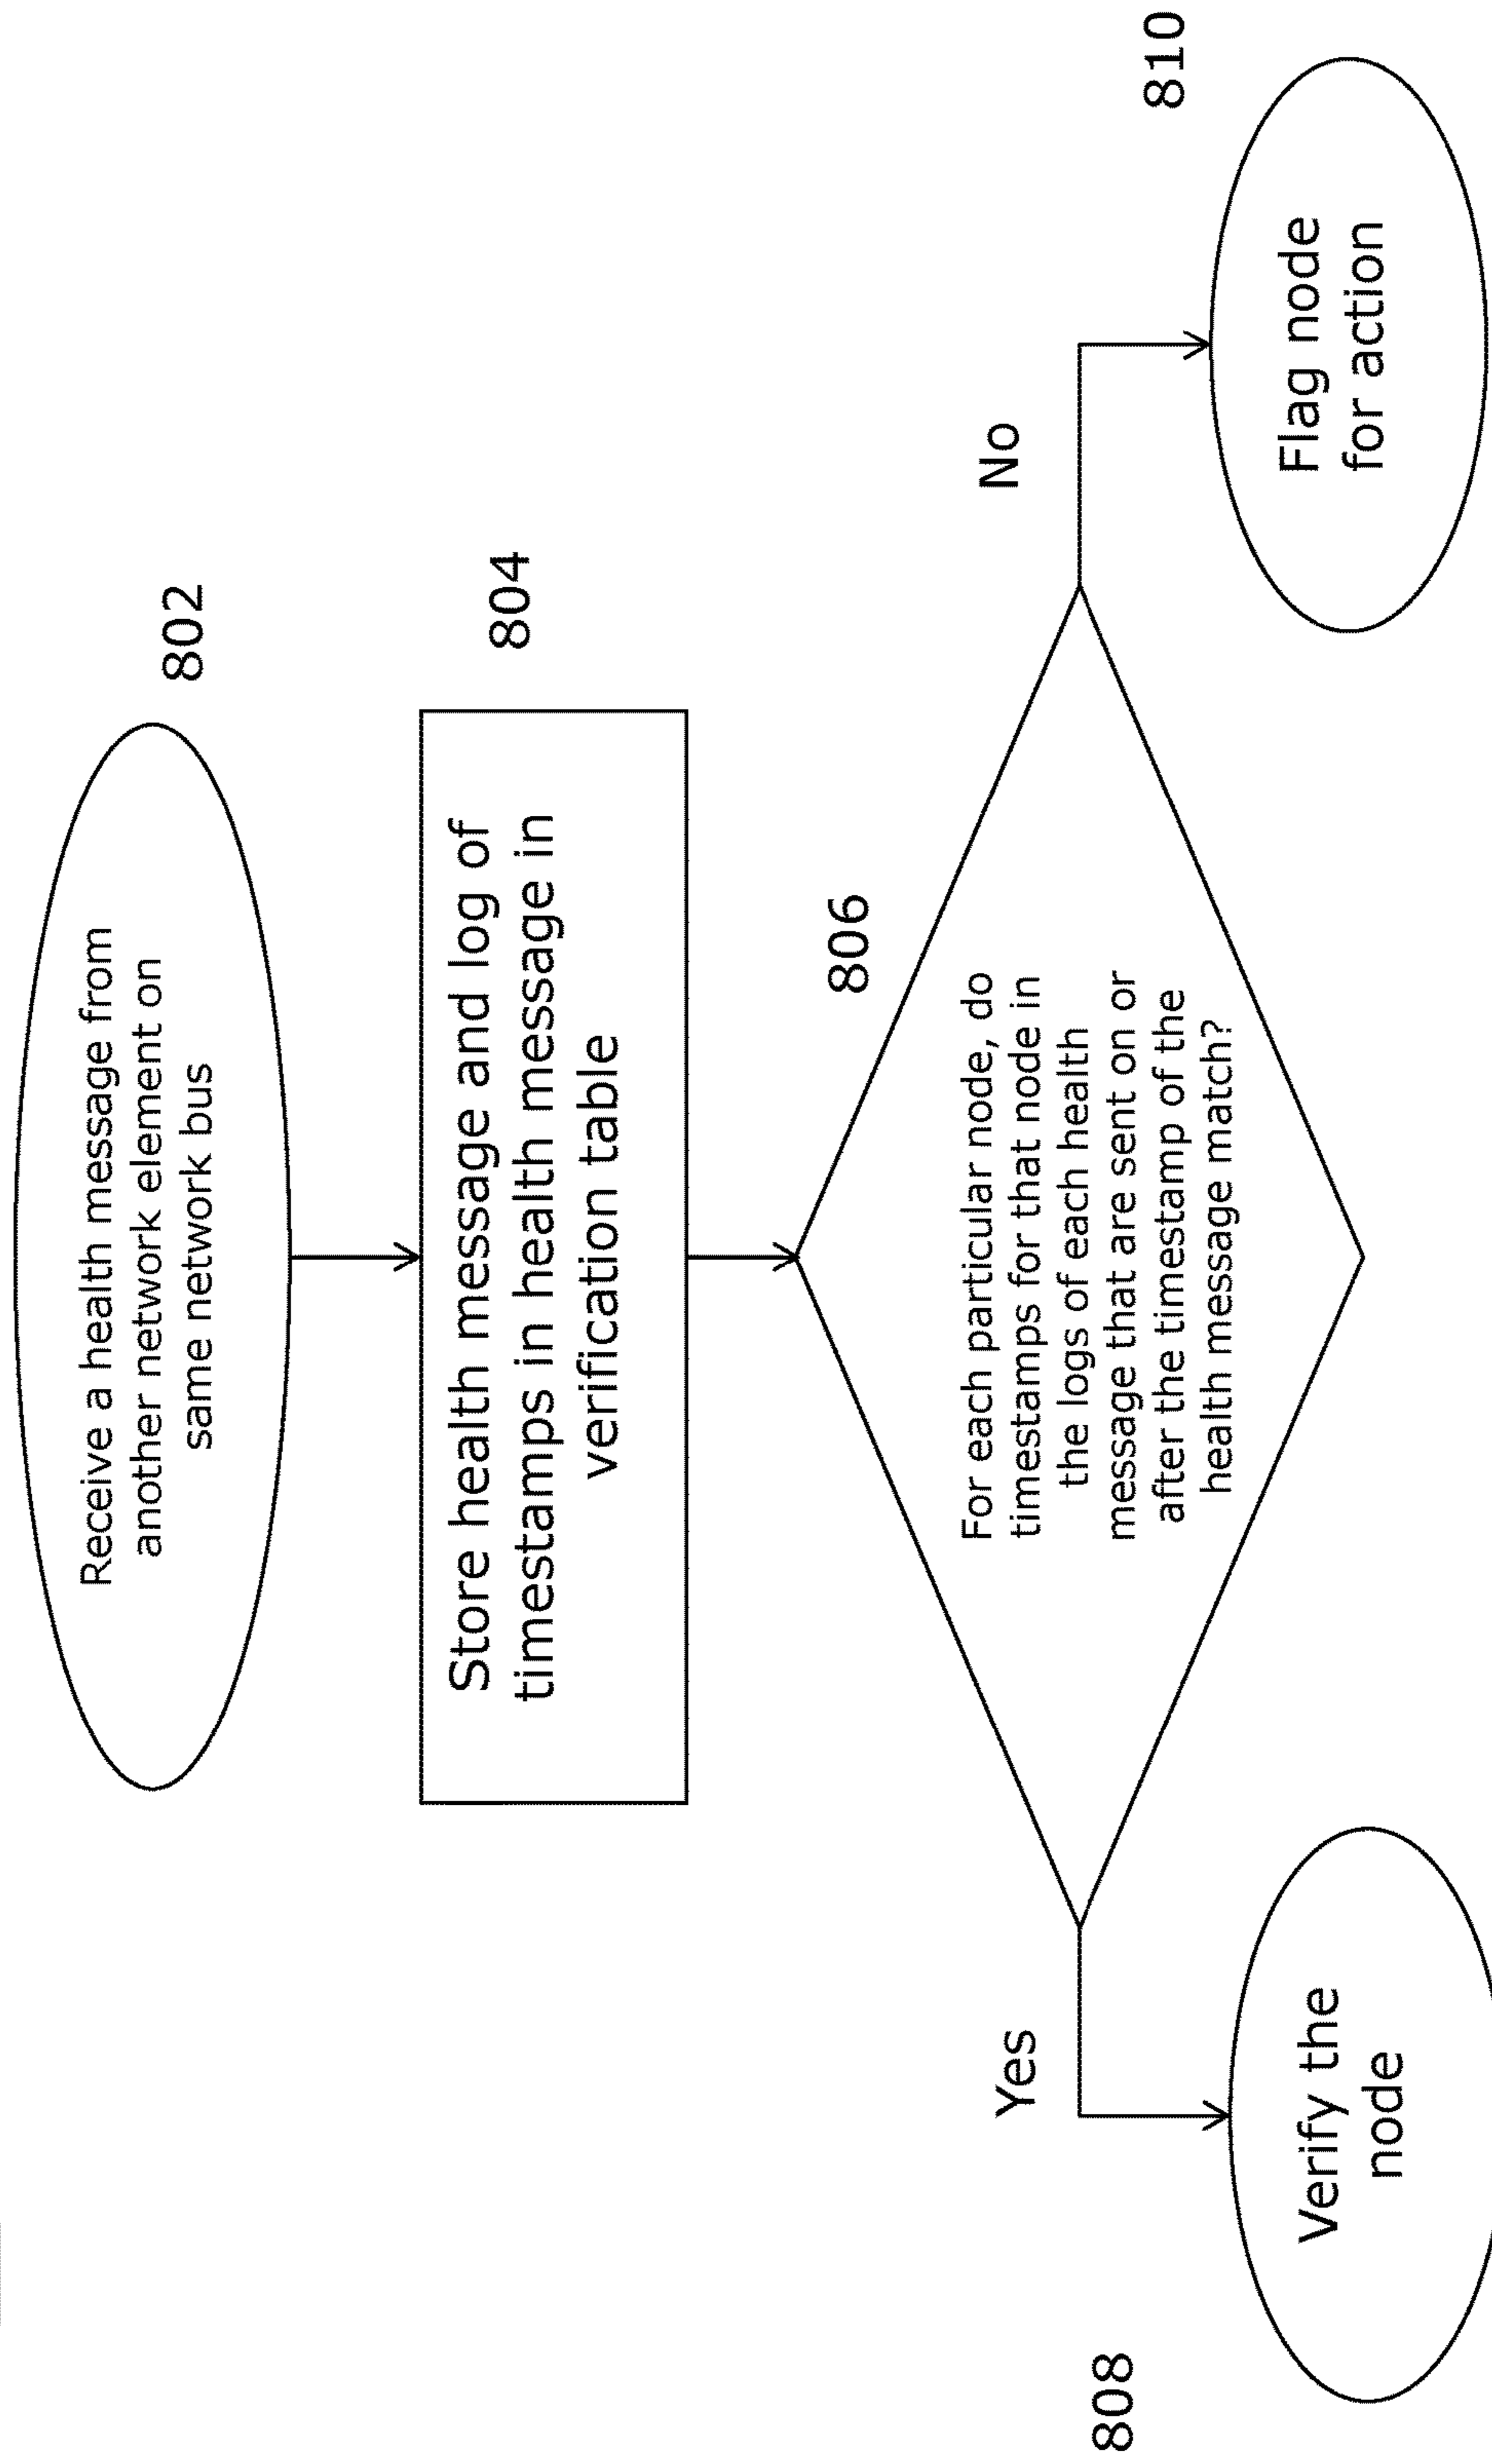 Receive a health message from
another network element on
same network bus
802
Store health message and log of
timestamps in health message in
verification table
804
806
For each particular node, do
timestamps for that node in
the logs of each health
message that are sent on or
after the timestamp of the
health message match?
Yes
No
808
Verify the
node
810
Flag node
for action